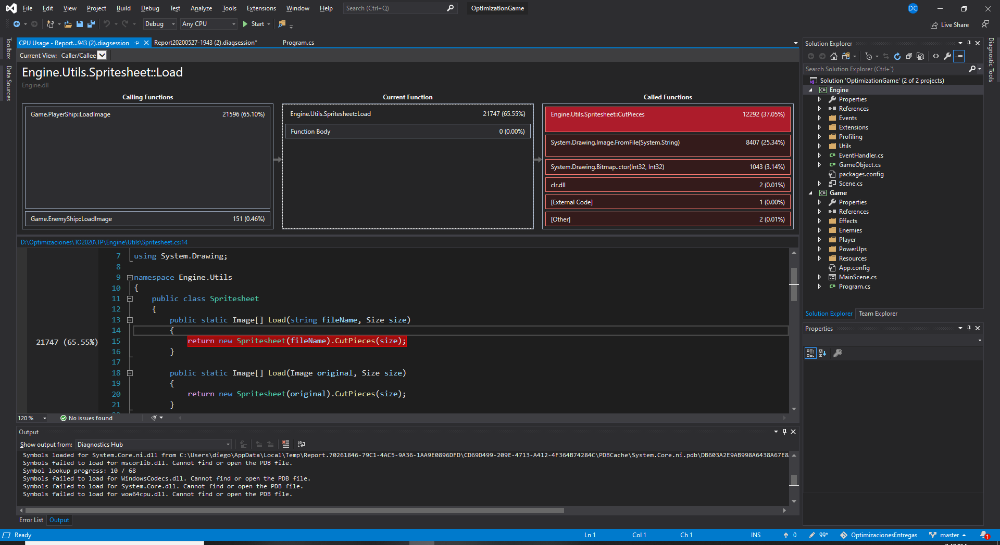 File Edit View Project Build Debug Test Analyze Tools Extensions Window Help Search (Ctrl+Q) OptimizationGame DC
Debug Any CPU Start Live Share
CPU Usage - Report...943 (2).diagsession Report20200527-1943 (2).diagsession* Program.cs
Toolbox
Data Sources
Current View: Caller/Callee
Engine.Utils.Spritesheet::Load
Engine.dll
Calling Functions Current Function Called Functions
Game.PlayerShip::LoadImage 21596 (65.10%)
Game.EnemyShip::LoadImage 151 (0.46%)
Engine.Utils.Spritesheet::Load 21747 (65.55%)
Function Body 0 (0.00%)
Engine.Utils.Spritesheet::CutPieces 12292 (37.05%)
System.Drawing.Image.FromFile(System.String) 8407 (25.34%)
System.Drawing.Bitmap..ctor(Int32, Int32) 1043 (3.14%)
clr.dll 2 (0.01%)
[External Code] 1 (0.00%)
[Other] 2 (0.01%)
D:\Optimizaciones\TO2020\TP\Engine\Utils\Spritesheet.cs:14
7 using System.Drawing;
8
9 namespace Engine.Utils
10 {
11 public class Spritesheet
12 {
13 public static Image[] Load(string fileName, Size size)
14 {
21747 (65.55%) 15 return new Spritesheet(fileName).CutPieces(size);
16 }
17
18 public static Image[] Load(Image original, Size size)
19 {
20 return new Spritesheet(original).CutPieces(size);
21 }
120 % No issues found
Output
Show output from: Diagnostics Hub
Symbols loaded for System.Core.ni.dll from C:\Users\diego\AppData\Local\Temp\Report.70261846-79C1-4AC5-9A36-1AA9E0896DFD\CD69D499-209E-4713-A412-4F364B74284C\PDBCache\System.Core.ni.pdb\DB603A2E9AB998A6438A67E8
Symbols failed to load for mscorlib.dll. Cannot find or open the PDB file.
Symbol lookup progress: 10 / 68
Symbols failed to load for WindowsCodecs.dll. Cannot find or open the PDB file.
Symbols failed to load for System.Core.dll. Cannot find or open the PDB file.
Symbols failed to load for wow64cpu.dll. Cannot find or open the PDB file.
Error List Output
Solution Explorer
Search Solution Explorer (Ctrl+`)
Solution 'OptimizationGame' (2 of 2 projects)
Engine
Properties
References
Events
Extensions
Profiling
Utils
EventHandler.cs
GameObject.cs
packages.config
Scene.cs
Game
Properties
References
Effects
Enemies
Player
PowerUps
Resources
App.config
MainScene.cs
Program.cs
Solution Explorer Team Explorer
Properties
Diagnostic Tools
Ready Ln 1 Col 1 Ch 1 INS 0 99* OptimizacionesEntregas master 1